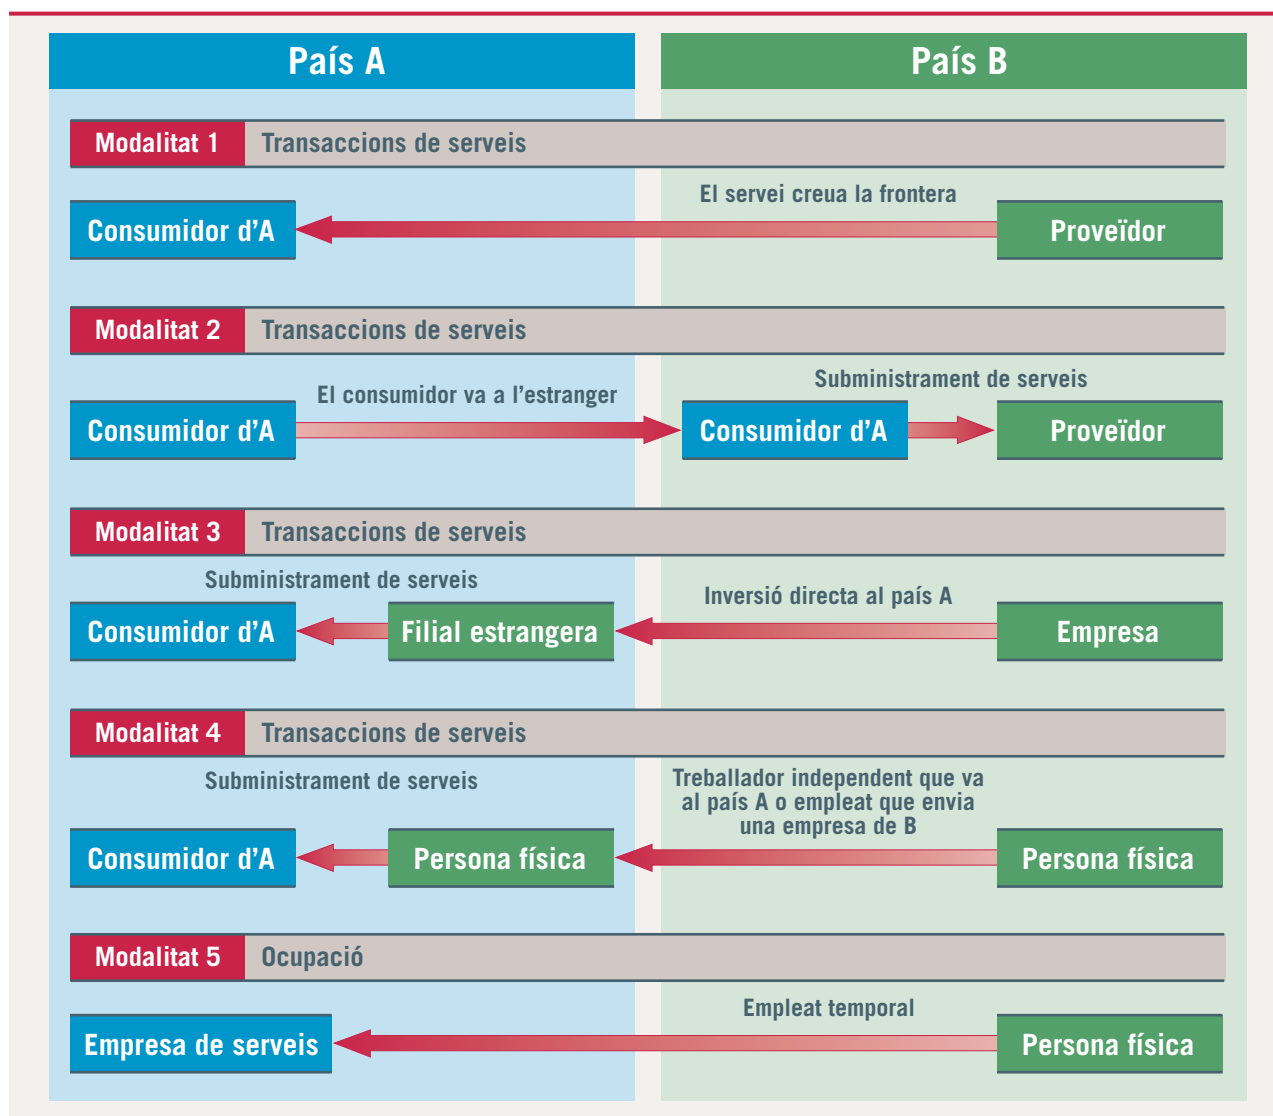 País A
País B
Modalitat 1
Transaccions de serveis
El servei creua la frontera
Consumidor d’A
Proveïdor
Modalitat 2
Transaccions de serveis
El consumidor va a l’estranger
Subministrament de serveis
Consumidor d’A
Consumidor d’A
Proveïdor
Modalitat 3
Transaccions de serveis
Subministrament de serveis
Inversió directa al país A
Consumidor d’A
Filial estrangera
Empresa
Modalitat 4
Transaccions de serveis
Subministrament de serveis
Treballador independent que va
al país A o empleat que envia
una empresa de B
Consumidor d’A
Persona física
Persona física
Modalitat 5
Ocupació
Empleat temporal
Empresa de serveis
Persona física